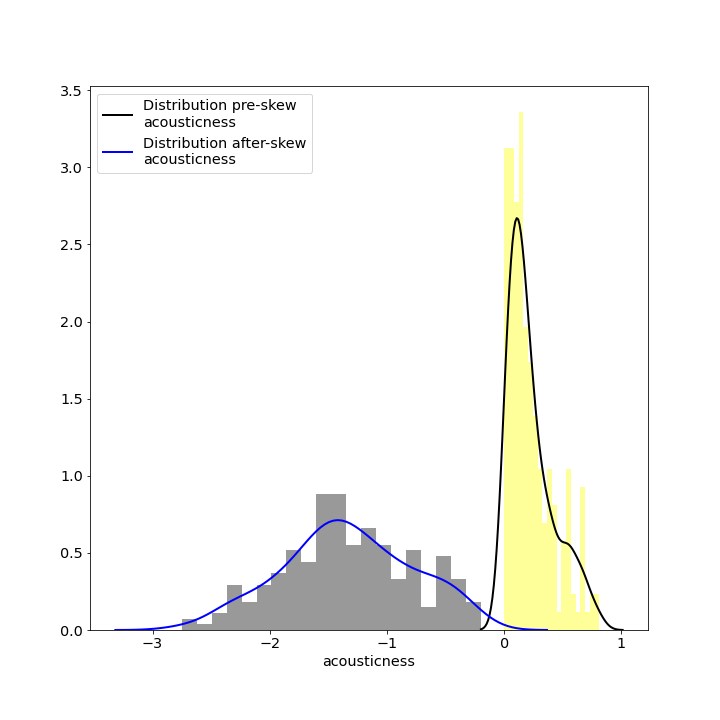 Distribution pre-skew
acousticness
Distribution after-skew
acousticness
3.5
3.0
2.5
2.0
1.5
1.0
0.5
0.0
−3 −2 −1 0 1
acousticness